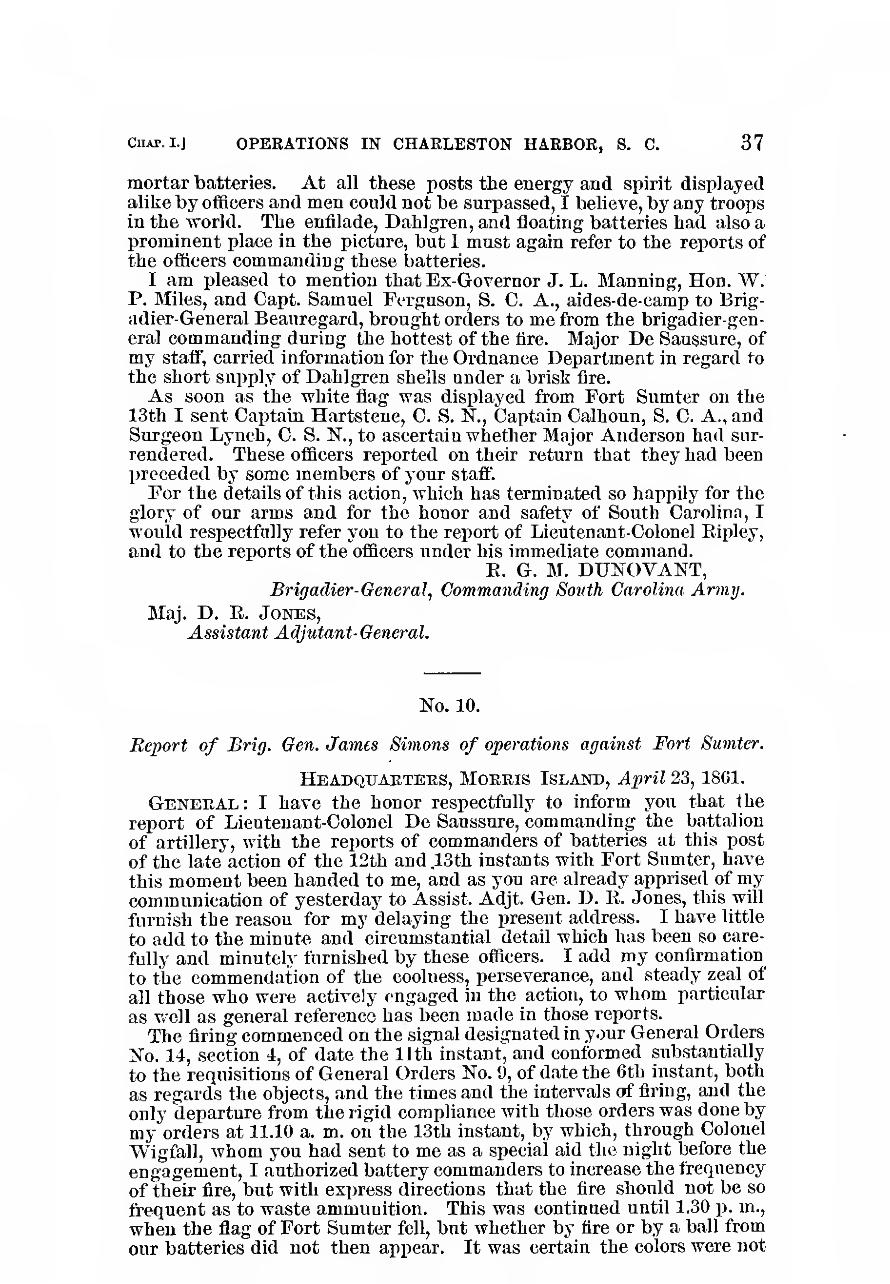 CHAP. I.] OPERATIONS IN CHARLESTON HARBOR, S. C. 37
mortar batteries. At all these posts the energy and spirit displayed
alike by officers and men could not be surpassed, I believe, by any troops
in the world. The enfilade, Dahlgren, and floating batteries had also a
prominent place in the picture, but I must again refer to the reports of
the officers commanding these batteries.
I am pleased to mention that Ex-Governor J. L. Manning, Hon. W.
P. Miles, and Capt. Samuel Ferguson, S. C. A., aides-de-camp to Brig-
adier-General Beauregard, brought orders to me from the brigadier-gen-
eral commanding during the hottest of the fire. Major De Saussure, of
my staff, carried information for the Ordnance Department in regard to
the short supply of Dahlgren shells under a brisk fire.
As soon as the white flag was displayed from Fort Sumter on the
13th I sent Captain Hartstene, C. S. N., Captain Calhoun, S. C. A., and
Surgeon Lynch, C. S. N., to ascertain whether Major Anderson had sur-
rendered. These officers reported on their return that they had been
preceded by some members of your staff.
For the details of this action, which has terminated so happily for the
glory of our arms and for the honor and safety of South Carolina, I
would respectfully refer you to the report of Lieutenant-Colonel Ripley,
and to the reports of the officers under his immediate command.
R. G. M. DUNOVANT,
Brigadier-General, Commanding South Carolina Army.
Maj. D. R. JONES,
Assistant Adjutant-General.
No. 10.
Report of Brig. Gen. James Simons of operations against Fort Sumter.
HEADQUARTERS, MORRIS ISLAND, April 23, 1861.
GENERAL: I have the honor respectfully to inform you that the
report of Lieutenant-Colonel De Saussure, commanding the battalion
of artillery, with the reports of commanders of batteries at this post
of the late action of the 12th and 13th instants with Fort Sumter, have
this moment been handed to me, and as you are already apprised of my
communication of yesterday to Assist. Adjt. Gen. D. R. Jones, this will
furnish the reason for my delaying the present address. I have little
to add to the minute and circumstantial detail which has been so care-
fully and minutely furnished by these officers. I add my confirmation
to the commendation of the coolness, perseverance, and steady zeal of
all those who were actively engaged in the action, to whom particular
as well as general reference has been made in those reports.
The firing commenced on the signal designated in your General Orders
No. 14, section 4, of date the 11th instant, and conformed substantially
to the requisitions of General Orders No. 9, of date the 6th instant, both
as regards the objects, and the times and the intervals of firing, and the
only departure from the rigid compliance with those orders was done by
my orders at 11.10 a. m. on the 13th instant, by which, through Colonel
Wigfall, whom you had sent to me as a special aid the night before the
engagement, I authorized battery commanders to increase the frequency
of their fire, but with express directions that the fire should not be so
frequent as to waste ammunition. This was continued until 1.30 p. m.,
when the flag of Fort Sumter fell, but whether by fire or by a ball from
our batteries did not then appear. It was certain the colors were not